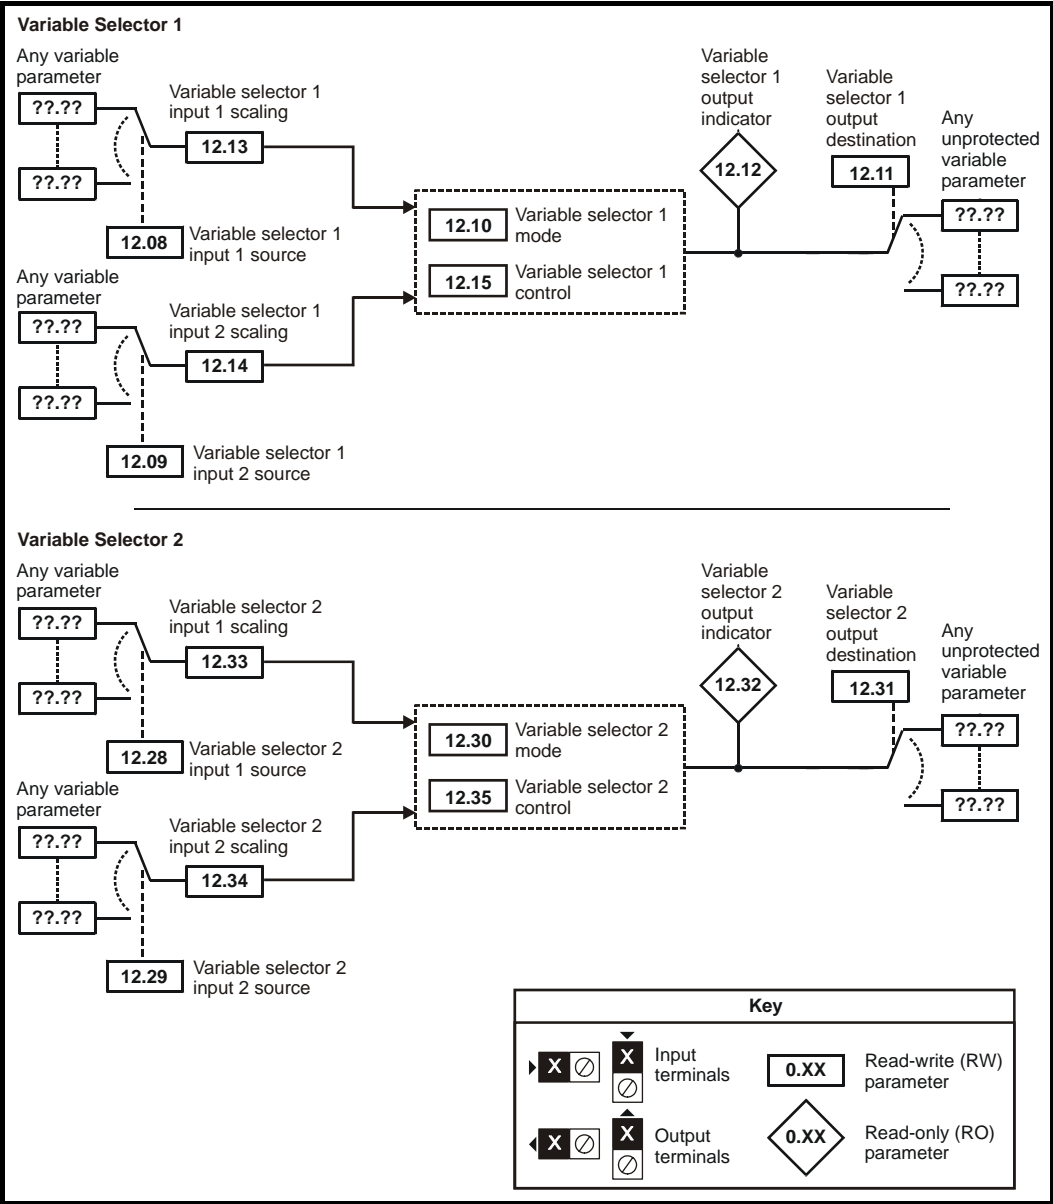 Variable Selector 1
Any variable
parameter
??.??
??.??
Variable selector 1
input 1 scaling
12.13
12.08
Variable selector 1
input 1 source
Any variable
parameter
??.??
??.??
Variable selector 1
input 2 scaling
12.14
12.09
Variable selector 1
input 2 source
12.10
Variable selector 1
mode
12.15
Variable selector 1
control
Variable
selector 1
output
indicator
12.12
Variable
selector 1
output
destination
12.11
Any
unprotected
variable
parameter
??.??
??.??
Variable Selector 2
Any variable
parameter
??.??
??.??
Variable selector 2
input 1 scaling
12.33
12.28
Variable selector 2
input 1 source
Any variable
parameter
??.??
??.??
Variable selector 2
input 2 scaling
12.34
12.29
Variable selector 2
input 2 source
12.30
Variable selector 2
mode
12.35
Variable selector 2
control
Variable
selector 2
output
indicator
12.32
Variable
selector 2
output
destination
12.31
Any
unprotected
variable
parameter
??.??
??.??
Key
X
X
Input
terminals
0.XX
Read-write (RW)
parameter
X
X
Output
terminals
0.XX
Read-only (RO)
parameter